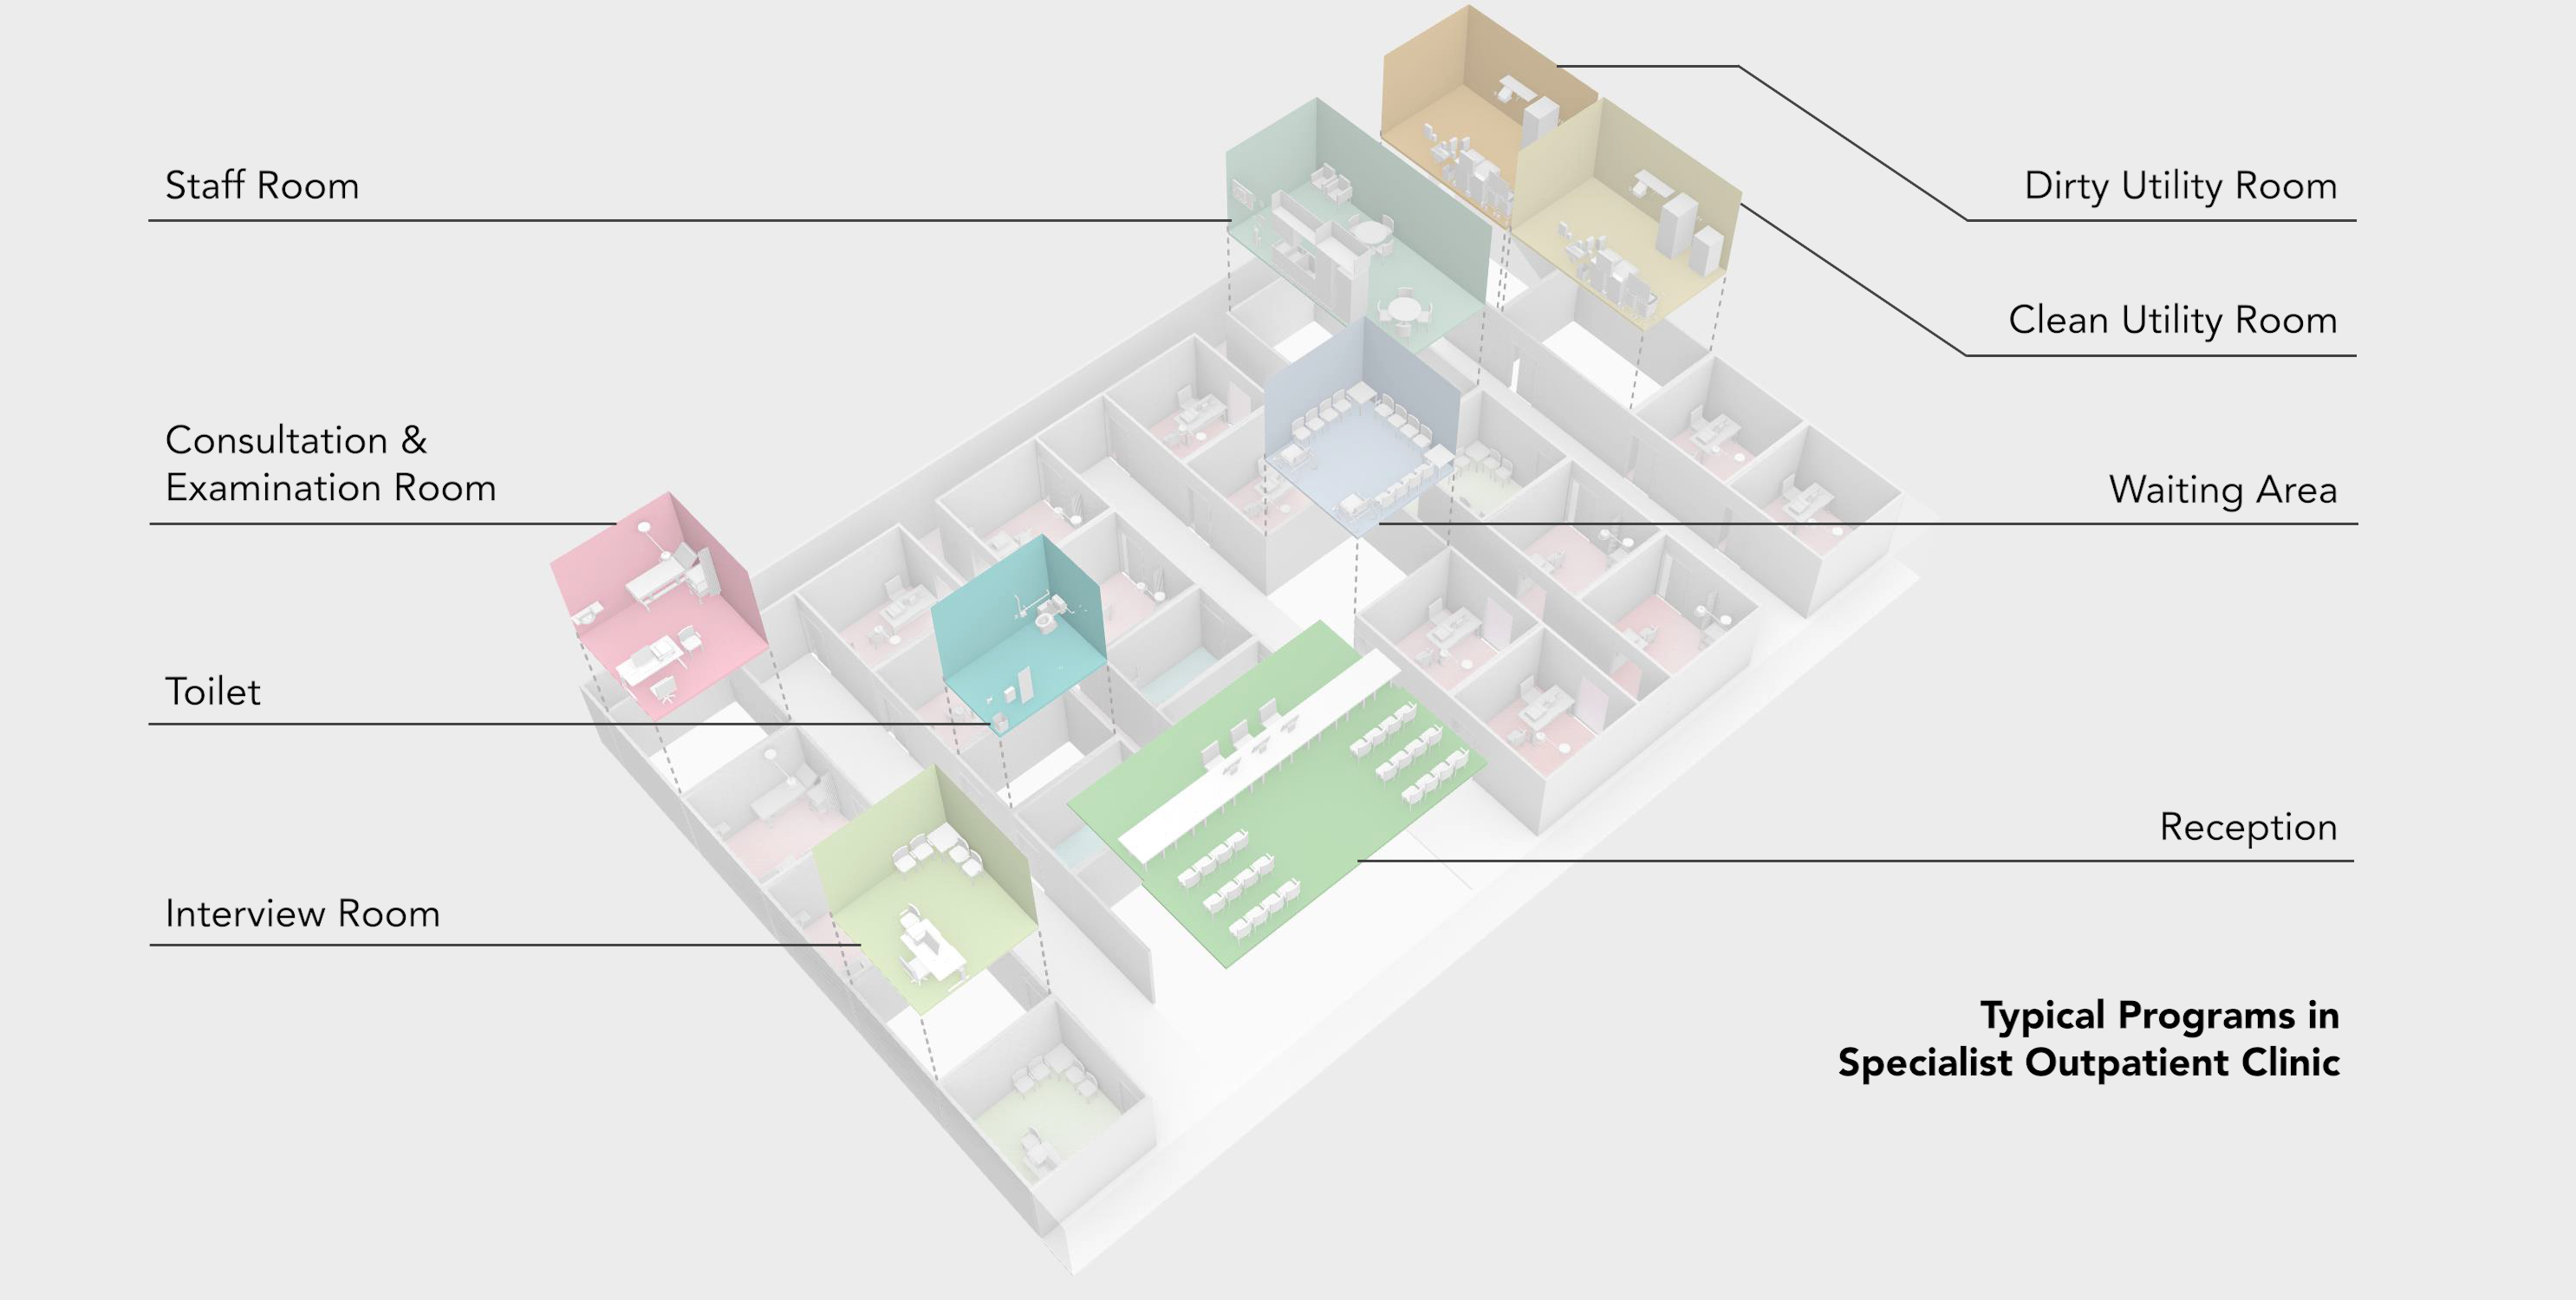 Staff Room
Consultation &
Examination Room
Toilet
Interview Room
Dirty Utility Room
Clean Utility Room
Waiting Area
Reception
Typical Programs in
Specialist Outpatient Clinic